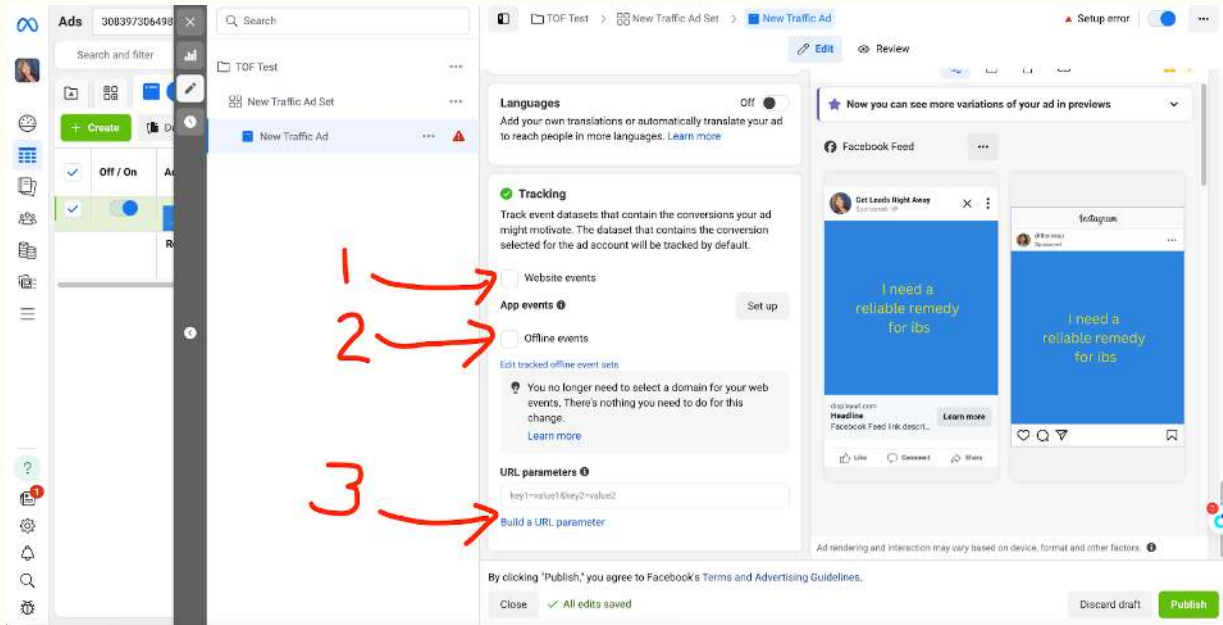 Ads
308397306498
Search
TOF Test > New Traffic Ad Set > New Traffic Ad
Setup error
Search and filter
Edit
Review
TOF Test
New Traffic Ad Set
New Traffic Ad
+ Create
Off / On
Languages
Off
Add your own translations or automatically translate your ad
to reach people in more languages. Learn more
Tracking
Track event datasets that contain the conversions your ad
might motivate. The dataset that contains the conversion
selected for the ad account will be tracked by default.
1
Website events
App events
Set up
2
Offline events
Edit tracked offline event sets
You no longer need to select a domain for your web
events. There's nothing you need to do for this
change.
Learn more
3
URL parameters
key1=value1&key2=value2
Build a URL parameter
Now you can see more variations of your ad in previews
Facebook Feed
Get Leads Right Away
Sponsored
I need a
reliable remedy
for ibs
displayurl.com
Headline
Facebook Feed link descri...
Learn more
Like
Comment
Share
Instagram
Sponsored
I need a
reliable remedy
for ibs
Ad rendering and interaction may vary based on device, format and other factors.
By clicking "Publish," you agree to Facebook's Terms and Advertising Guidelines.
Close
All edits saved
Discard draft
Publish